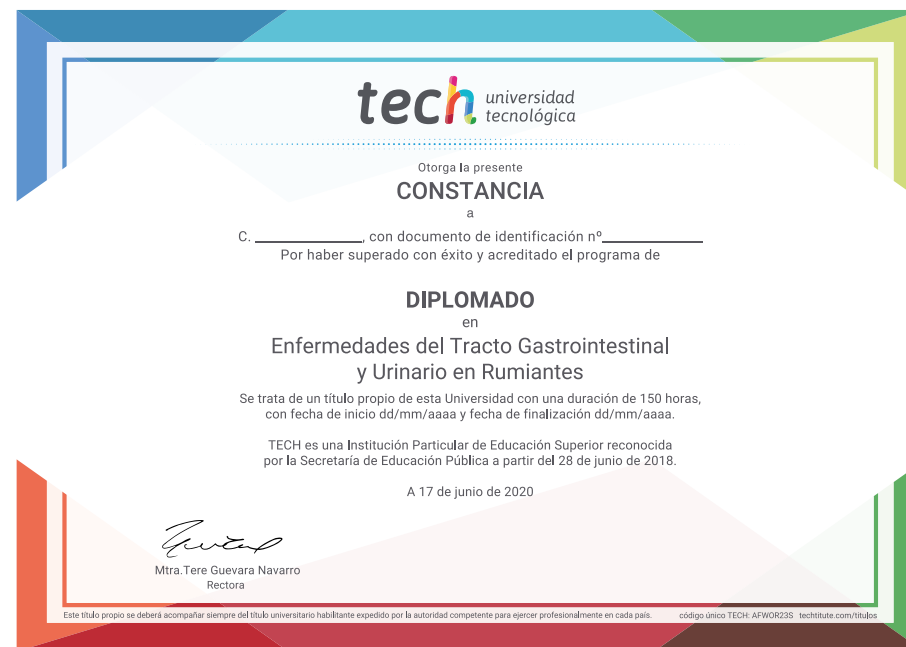 tech universidad
tecnológica
Otorga la presente
CONSTANCIA
a
C. ____________, con documento de identificación nº____________
Por haber superado con éxito y acreditado el programa de
DIPLOMADO
en
Enfermedades del Tracto Gastrointestinal
y Urinario en Rumiantes
Se trata de un título propio de esta Universidad con una duración de 150 horas,
con fecha de inicio dd/mm/aaaa y fecha de finalización dd/mm/aaaa.
TECH es una Institución Particular de Educación Superior reconocida
por la Secretaría de Educación Pública a partir del 28 de junio de 2018.
A 17 de junio de 2020
Mtra.Tere Guevara Navarro
Rectora
Este título propio se deberá acompañar siempre del título universitario habilitante expedido por la autoridad competente para ejercer profesionalmente en cada país. código único TECH: AFWOR23S techtitute.com/títulos